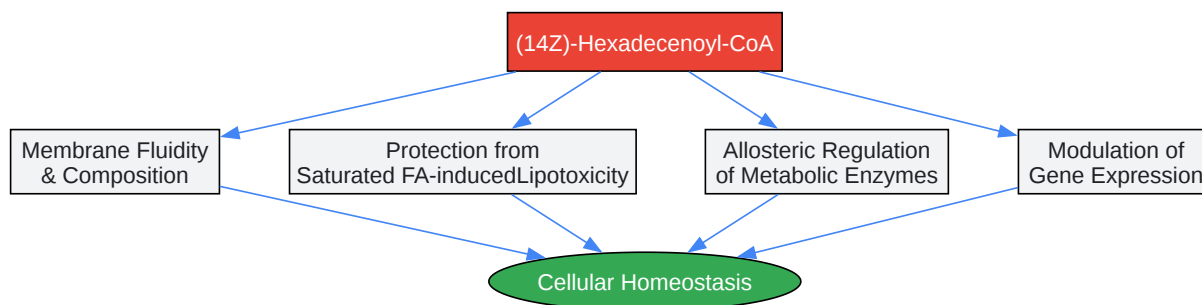 (14Z)-Hexadecenoyl-CoA
Membrane Fluidity
& Composition
Protection from
Saturated FA-inducedLipotoxicity
Allosteric Regulation
of Metabolic Enzymes
Modulation of
Gene Expression
Cellular Homeostasis